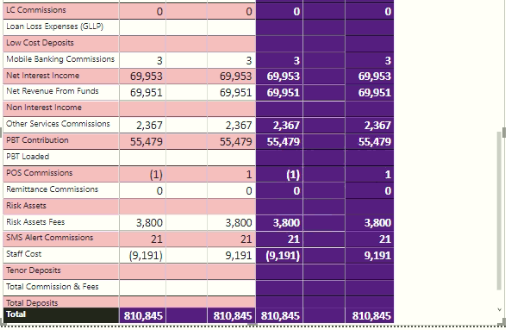 LC Commissions 0 0 0 0
Loan Loss Expenses (GLLP)
Low Cost Deposits
Mobile Banking Commissions 3 3 3 3
Net Interest Income 69,953 69,953 69,953 69,953
Net Revenue From Funds 69,951 69,951 69,951 69,951
Non Interest Income
Other Services Commissions 2,367 2,367 2,367 2,367
PBT Contribution 55,479 55,479 55,479 55,479
PBT Loaded
POS Commissions (1) 1 (1) 1
Remittance Commissions 0 0 0 0
Risk Assets
Risk Assets Fees 3,800 3,800 3,800 3,800
SMS Alert Commissions 21 21 21 21
Staff Cost (9,191) 9,191 (9,191) 9,191
Tenor Deposits
Total Commission & Fees
Total Deposits
Total 810,845 810,845 810,845 810,845